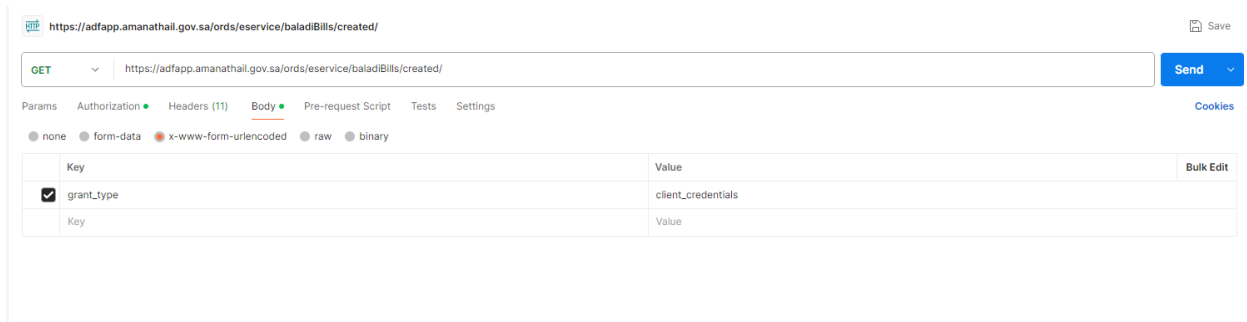 HTTP https://adfapp.amanathail.gov.sa/ords/eservice/baladiBills/created/ Save
GET https://adfapp.amanathail.gov.sa/ords/eservice/baladiBills/created/ Send
Params Authorization Headers (11) Body Pre-request Script Tests Settings Cookies
none form-data x-www-form-urlencoded raw binary
Key Value Bulk Edit
grant_type client_credentials
Key Value